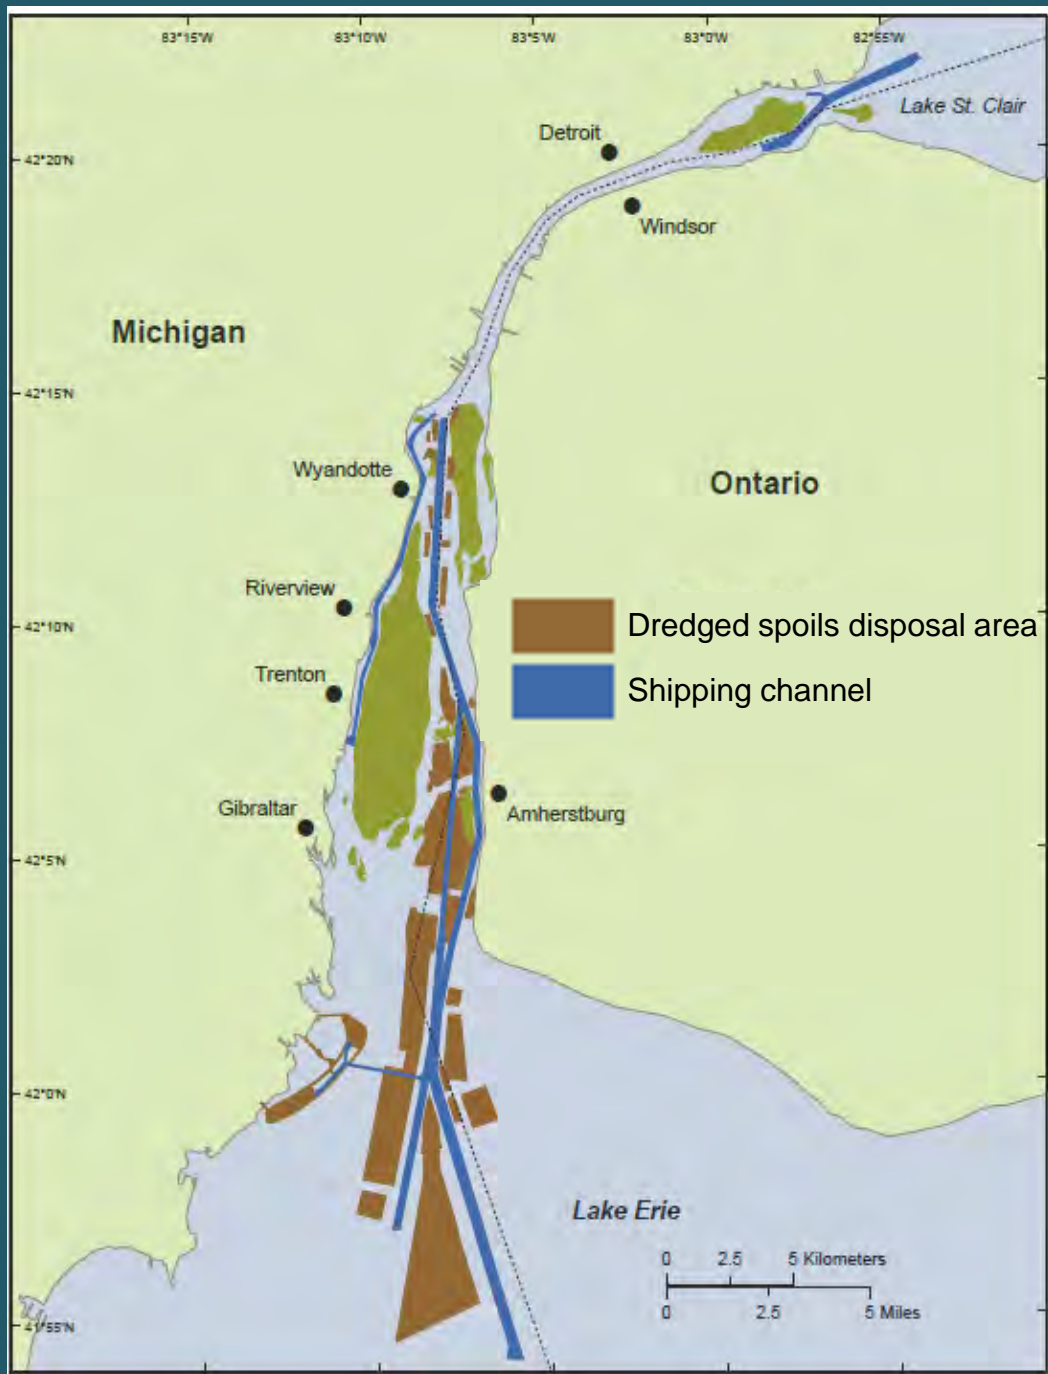 83°15'W 83°10'W 83°5'W 83°0'W 82°55'W
Lake St. Clair
Detroit
42°20'N
Windsor
Michigan
42°15'N
Wyandotte
Ontario
Riverview
42°10'N
Dredged spoils disposal area
Trenton
Shipping channel
Gibraltar
Amherstburg
42°5'N
42°0'N
Lake Erie
0 2.5 5 Kilometers
0 2.5 5 Miles
41°55'N